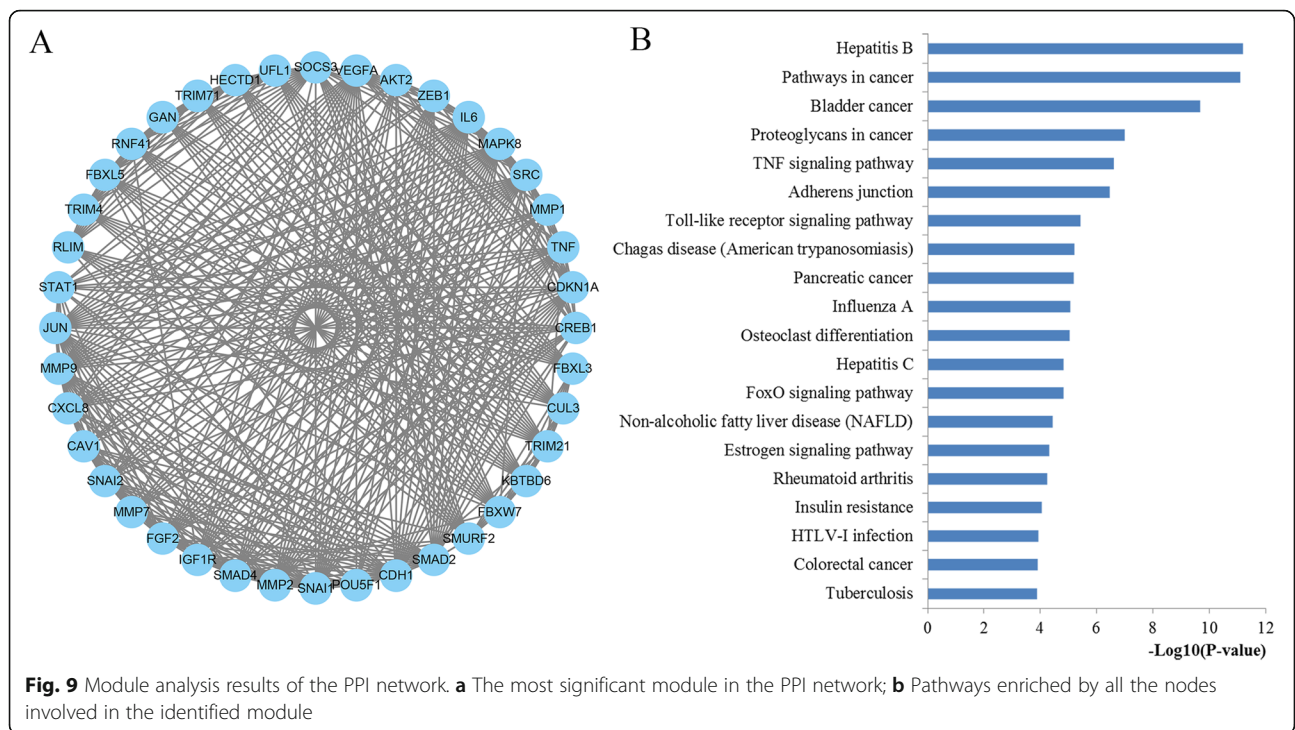 A
SOCS3
VEGFA
AKT2
ZEB1
IL6
MAPK8
SRC
MMP1
TNF
CDKN1A
CREB1
FBXL3
CUL3
TRIM21
KBTBD6
FBXW7
SMURF2
SMAD2
CDH1
POU5F1
SNAI1
MMP2
SMAD4
IGF1R
FGF2
MMP7
SNAI2
CAV1
CXCL8
MMP9
JUN
STAT1
RLIM
TRIM4
FBXL5
RNF41
GAN
TRIM71
HECTD1
UFL1
B
Hepatitis B
Pathways in cancer
Bladder cancer
Proteoglycans in cancer
TNF signaling pathway
Adherens junction
Toll-like receptor signaling pathway
Chagas disease (American trypanosomiasis)
Pancreatic cancer
Influenza A
Osteoclast differentiation
Hepatitis C
FoxO signaling pathway
Non-alcoholic fatty liver disease (NAFLD)
Estrogen signaling pathway
Rheumatoid arthritis
Insulin resistance
HTLV-I infection
Colorectal cancer
Tuberculosis
0 2 4 6 8 10 12
-Log10(P-value)
Fig. 9 Module analysis results of the PPI network. a The most significant module in the PPI network; b Pathways enriched by all the nodes
involved in the identified module